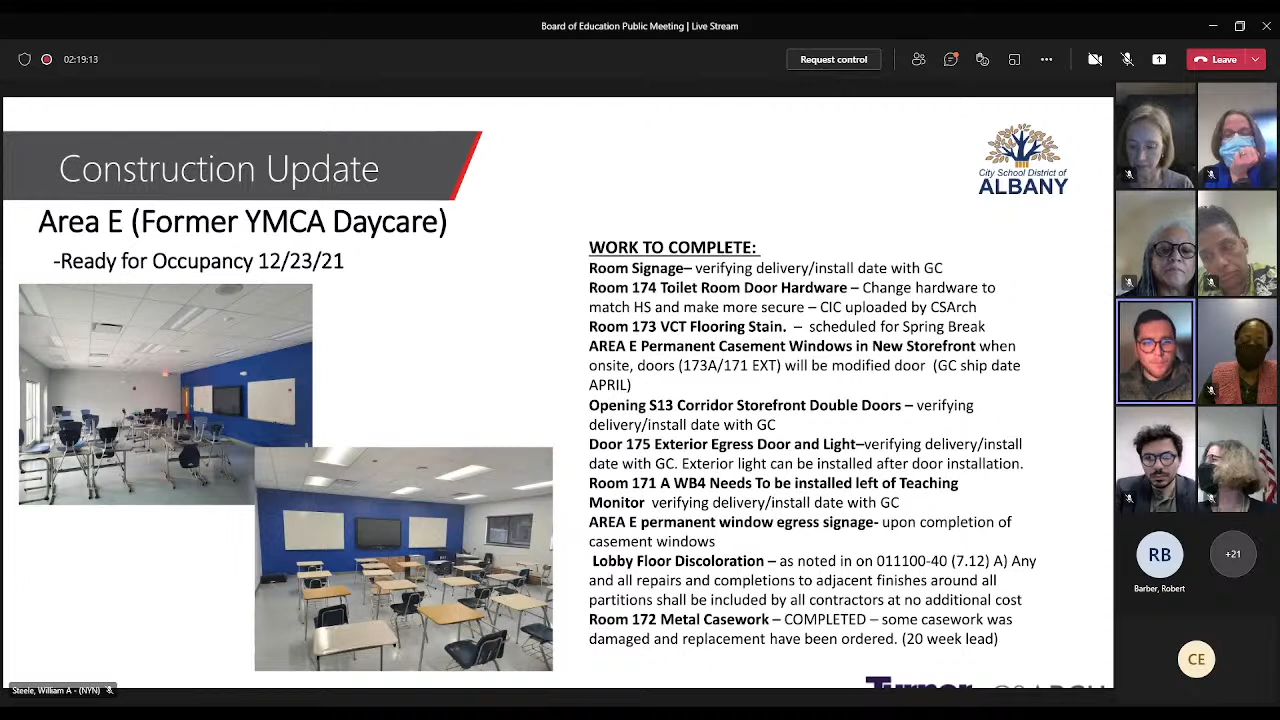 Board of Education Public Meeting | Live Stream
02:19:13
Request control
Leave
Construction Update
City School District of
ALBANY
Area E (Former YMCA Daycare)
-Ready for Occupancy 12/23/21
WORK TO COMPLETE:
Room Signage– verifying delivery/install date with GC
Room 174 Toilet Room Door Hardware – Change hardware to
match HS and make more secure – CIC uploaded by CSArch
Room 173 VCT Flooring Stain. – scheduled for Spring Break
AREA E Permanent Casement Windows in New Storefront when
onsite, doors (173A/171 EXT) will be modified door (GC ship date
APRIL)
Opening S13 Corridor Storefront Double Doors – verifying
delivery/install date with GC
Door 175 Exterior Egress Door and Light–verifying delivery/install
date with GC. Exterior light can be installed after door installation.
Room 171 A WB4 Needs To be installed left of Teaching
Monitor verifying delivery/install date with GC
AREA E permanent window egress signage- upon completion of
casement windows
Lobby Floor Discoloration – as noted in on 011100-40 (7.12) A) Any
and all repairs and completions to adjacent finishes around all
partitions shall be included by all contractors at no additional cost
Room 172 Metal Casework – COMPLETED – some casework was
damaged and replacement have been ordered. (20 week lead)
RB
+21
Barber, Robert
CE
Steele, William A - (NYN)